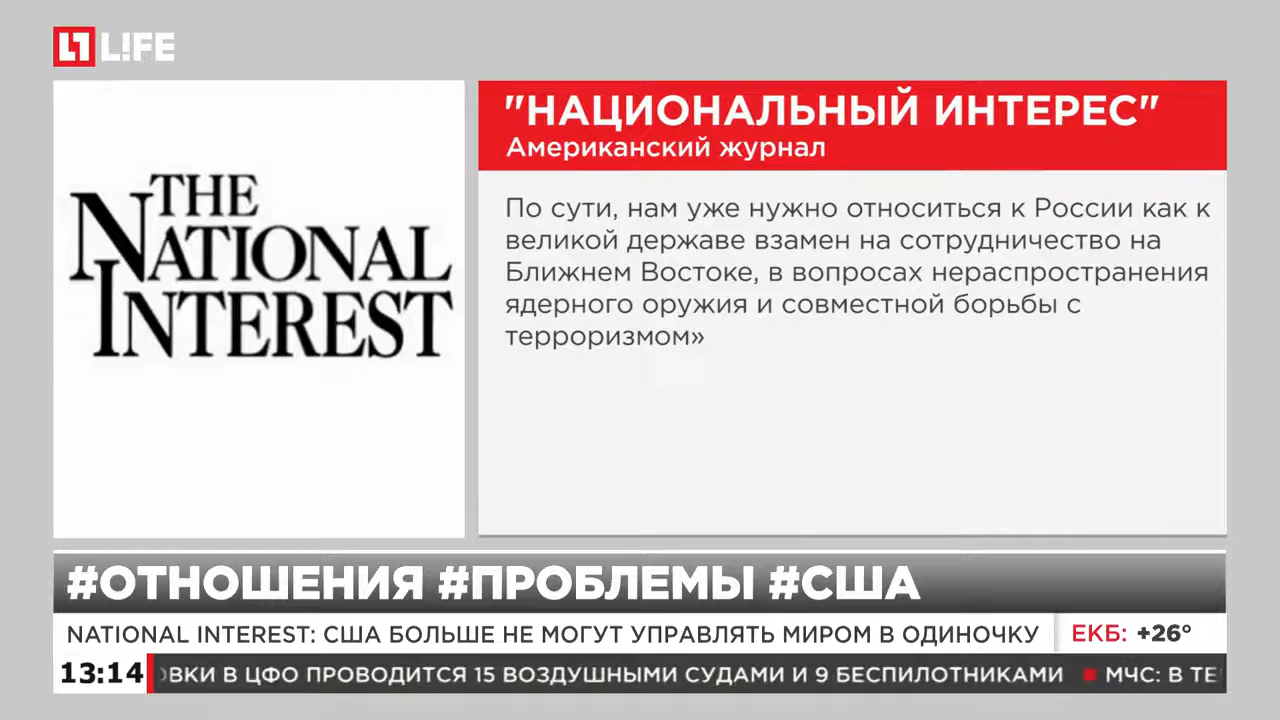 L!FE
"НАЦИОНАЛЬНЫЙ ИНТЕРЕС"
Американский журнал
THE
NATIONAL
INTEREST
По сути, нам уже нужно относиться к России как к
великой державе взамен на сотрудничество на
Ближнем Востоке, в вопросах нераспространения
ядерного оружия и совместной борьбы с
терроризмом»
#ОТНОШЕНИЯ #ПРОБЛЕМЫ #США
NATIONAL INTEREST: США БОЛЬШЕ НЕ МОГУТ УПРАВЛЯТЬ МИРОМ В ОДИНОЧКУ ЕКБ: +26°
13:14 ОВКИ В ЦФО ПРОВОДИТСЯ 15 ВОЗДУШНЫМИ СУДАМИ И 9 БЕСПИЛОТНИКАМИ МЧС: В ТЕ